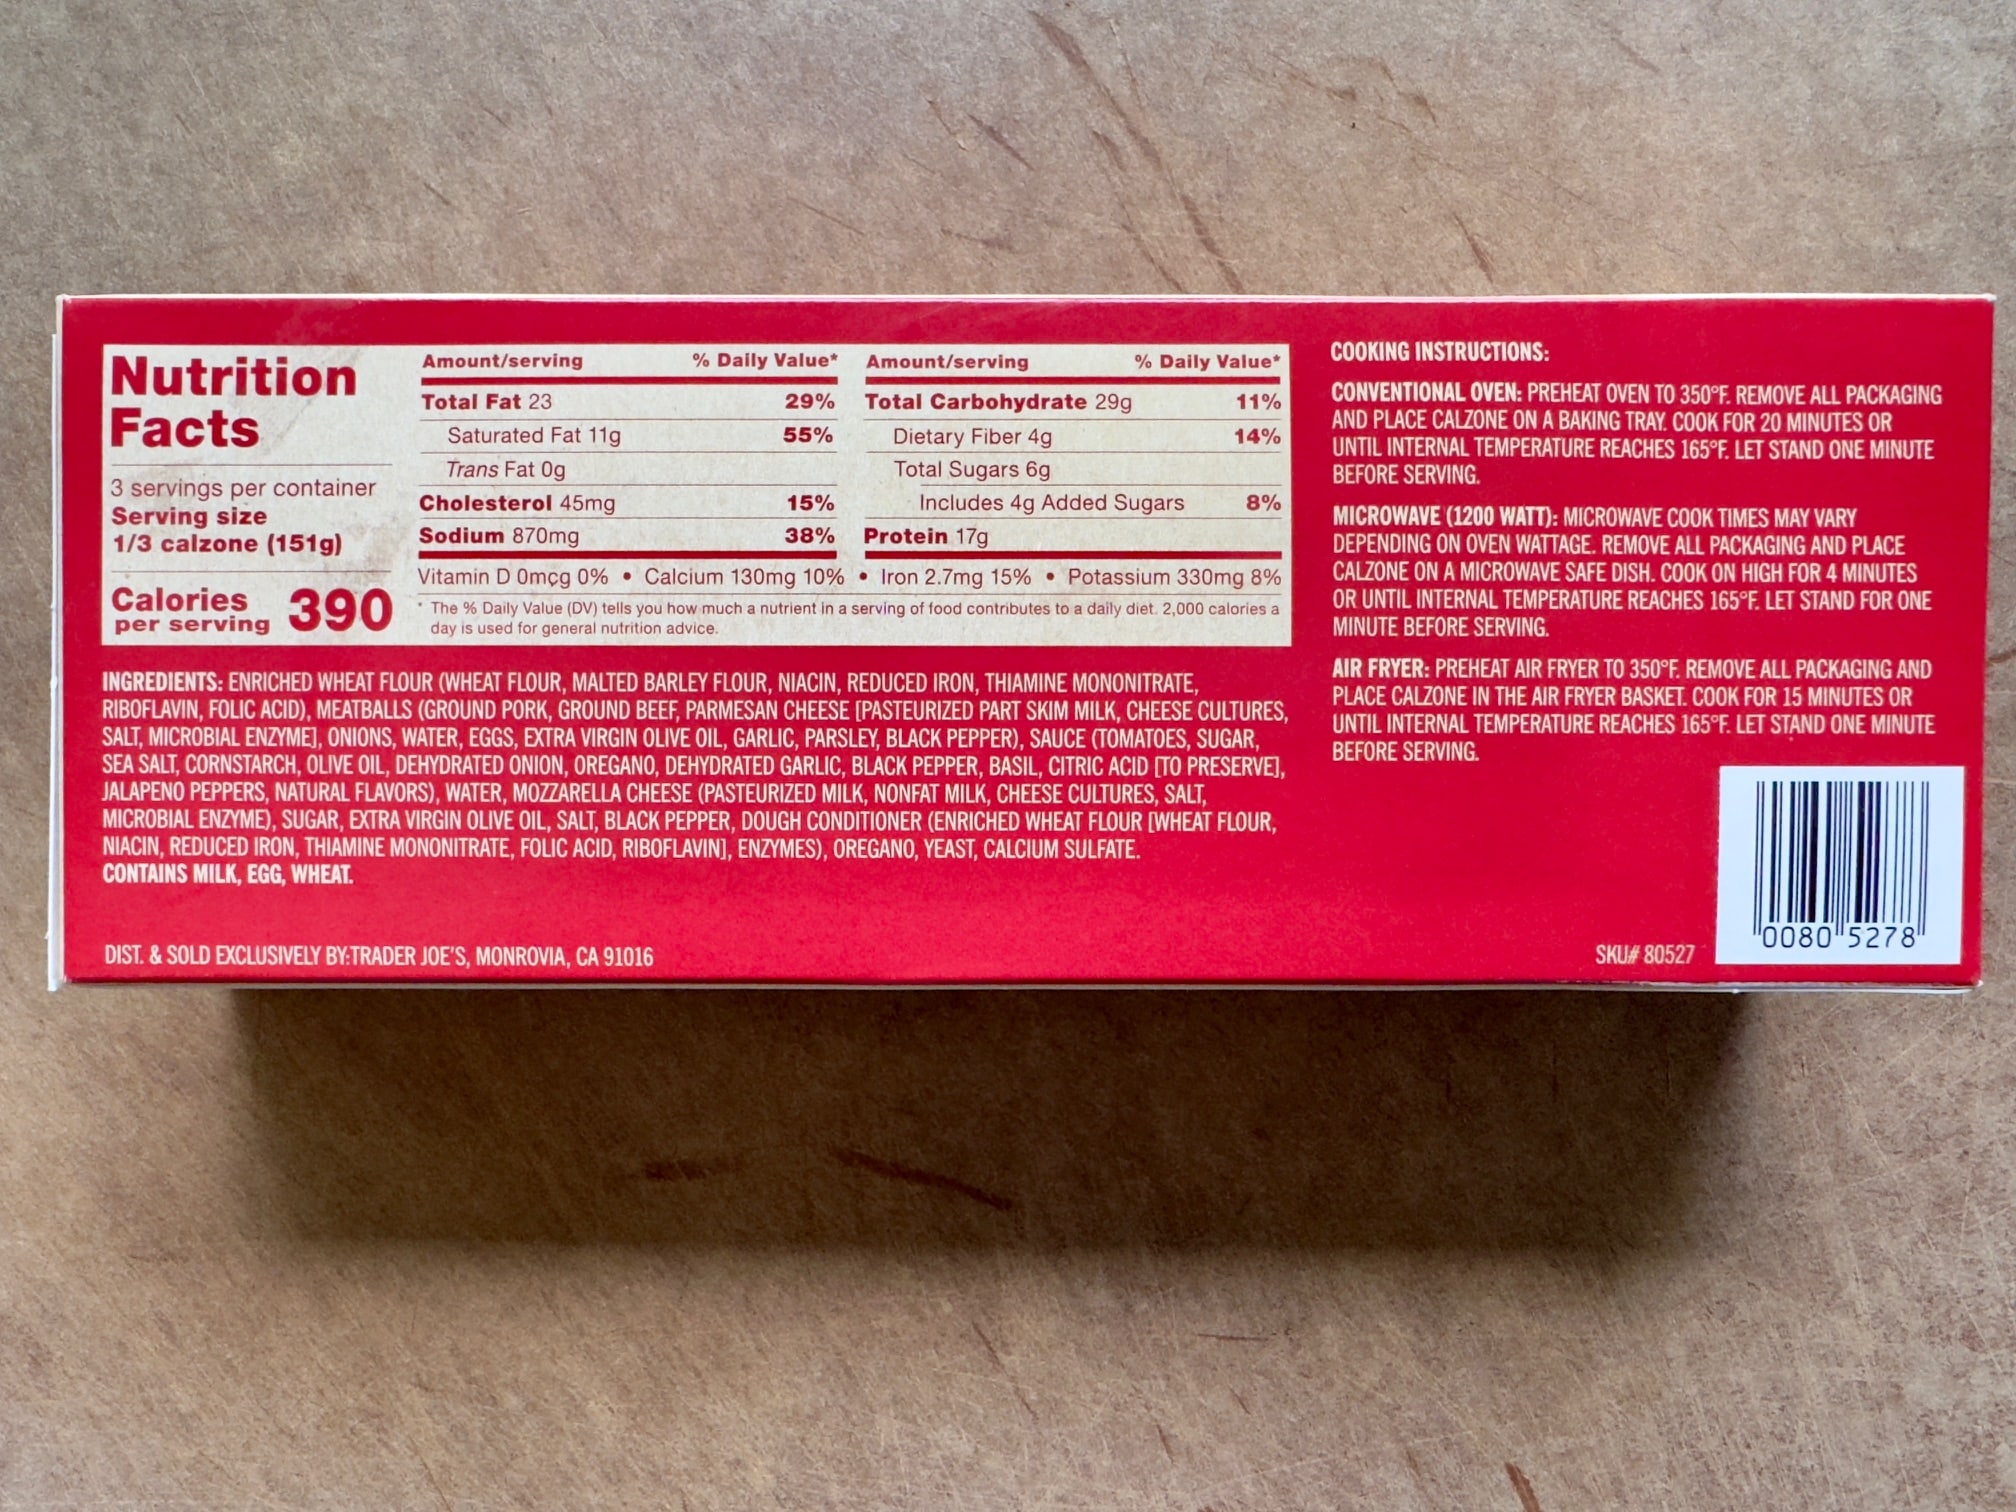 Nutrition
Facts
3 servings per container
Serving size
1/3 calzone (151g)
Calories
per serving 390
Amount/serving % Daily Value*
Total Fat 23 29%
Saturated Fat 11g 55%
Trans Fat 0g
Cholesterol 45mg 15%
Sodium 870mg 38%
Amount/serving % Daily Value*
Total Carbohydrate 29g 11%
Dietary Fiber 4g 14%
Total Sugars 6g
Includes 4g Added Sugars 8%
Protein 17g
Vitamin D 0mcg 0% • Calcium 130mg 10% • Iron 2.7mg 15% • Potassium 330mg 8%
* The % Daily Value (DV) tells you how much a nutrient in a serving of food contributes to a daily diet. 2,000 calories a
day is used for general nutrition advice.
INGREDIENTS: ENRICHED WHEAT FLOUR (WHEAT FLOUR, MALTED BARLEY FLOUR, NIACIN, REDUCED IRON, THIAMINE MONONITRATE,
RIBOFLAVIN, FOLIC ACID), MEATBALLS (GROUND PORK, GROUND BEEF, PARMESAN CHEESE [PASTEURIZED PART SKIM MILK, CHEESE CULTURES,
SALT, MICROBIAL ENZYME], ONIONS, WATER, EGGS, EXTRA VIRGIN OLIVE OIL, GARLIC, PARSLEY, BLACK PEPPER), SAUCE (TOMATOES, SUGAR,
SEA SALT, CORNSTARCH, OLIVE OIL, DEHYDRATED ONION, OREGANO, DEHYDRATED GARLIC, BLACK PEPPER, BASIL, CITRIC ACID [TO PRESERVE],
JALAPENO PEPPERS, NATURAL FLAVORS), WATER, MOZZARELLA CHEESE (PASTEURIZED MILK, NONFAT MILK, CHEESE CULTURES, SALT,
MICROBIAL ENZYME), SUGAR, EXTRA VIRGIN OLIVE OIL, SALT, BLACK PEPPER, DOUGH CONDITIONER (ENRICHED WHEAT FLOUR [WHEAT FLOUR,
NIACIN, REDUCED IRON, THIAMINE MONONITRATE, FOLIC ACID, RIBOFLAVIN], ENZYMES), OREGANO, YEAST, CALCIUM SULFATE.
CONTAINS MILK, EGG, WHEAT.
DIST. & SOLD EXCLUSIVELY BY:TRADER JOE'S, MONROVIA, CA 91016
COOKING INSTRUCTIONS:
CONVENTIONAL OVEN: PREHEAT OVEN TO 350°F. REMOVE ALL PACKAGING
AND PLACE CALZONE ON A BAKING TRAY. COOK FOR 20 MINUTES OR
UNTIL INTERNAL TEMPERATURE REACHES 165°F. LET STAND ONE MINUTE
BEFORE SERVING.
MICROWAVE (1200 WATT): MICROWAVE COOK TIMES MAY VARY
DEPENDING ON OVEN WATTAGE. REMOVE ALL PACKAGING AND PLACE
CALZONE ON A MICROWAVE SAFE DISH. COOK ON HIGH FOR 4 MINUTES
OR UNTIL INTERNAL TEMPERATURE REACHES 165°F. LET STAND FOR ONE
MINUTE BEFORE SERVING.
AIR FRYER: PREHEAT AIR FRYER TO 350°F. REMOVE ALL PACKAGING AND
PLACE CALZONE IN THE AIR FRYER BASKET. COOK FOR 15 MINUTES OR
UNTIL INTERNAL TEMPERATURE REACHES 165°F. LET STAND ONE MINUTE
BEFORE SERVING.
SKU# 80527
0080 5278